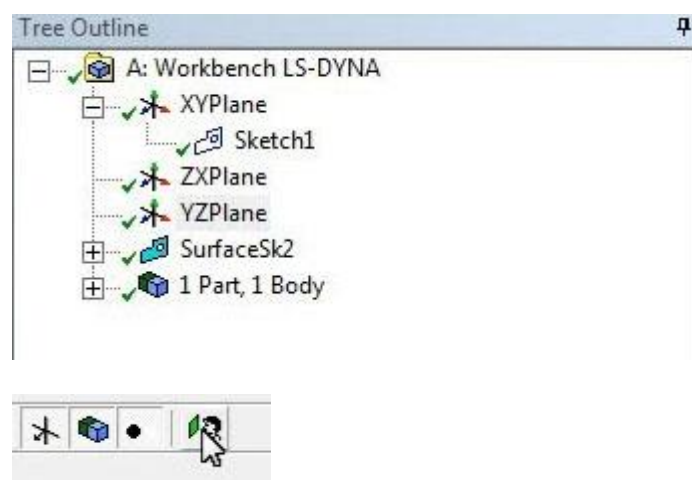 Tree Outline
A: Workbench LS-DYNA
XYPlane
Sketch1
ZXPlane
YZPlane
SurfaceSk2
1 Part, 1 Body